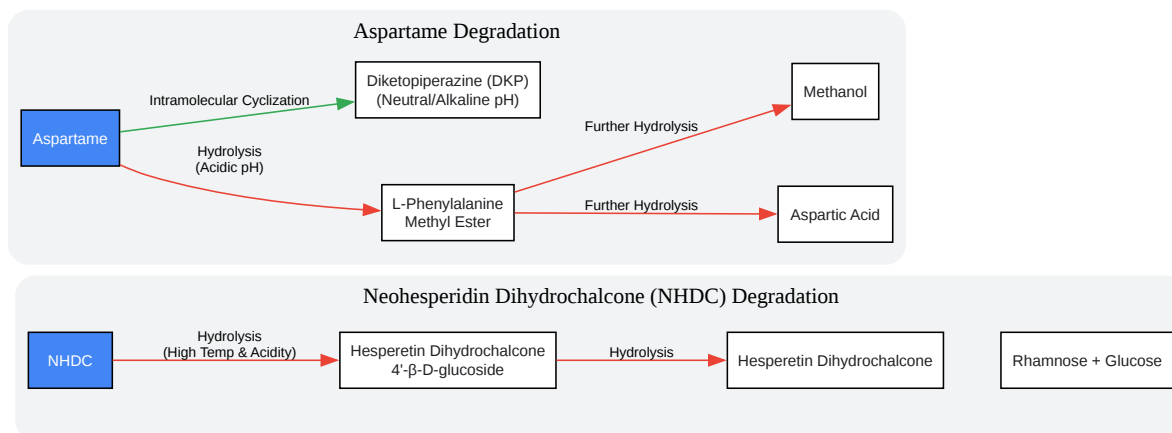 Aspartame Degradation
Diketopiperazine (DKP)
(Neutral/Alkaline pH)
Intramolecular Cyclization
Methanol
Aspartame
Further Hydrolysis
Hydrolysis
(Acidic pH)
L-Phenylalanine
Methyl Ester
Further Hydrolysis
Aspartic Acid
Neohesperidin Dihydrochalcone (NHDC) Degradation
NHDC
Hydrolysis
(High Temp & Acidity)
Hesperetin Dihydrochalcone
4'-β-D-glucoside
Hydrolysis
Hesperetin Dihydrochalcone
Rhamnose + Glucose